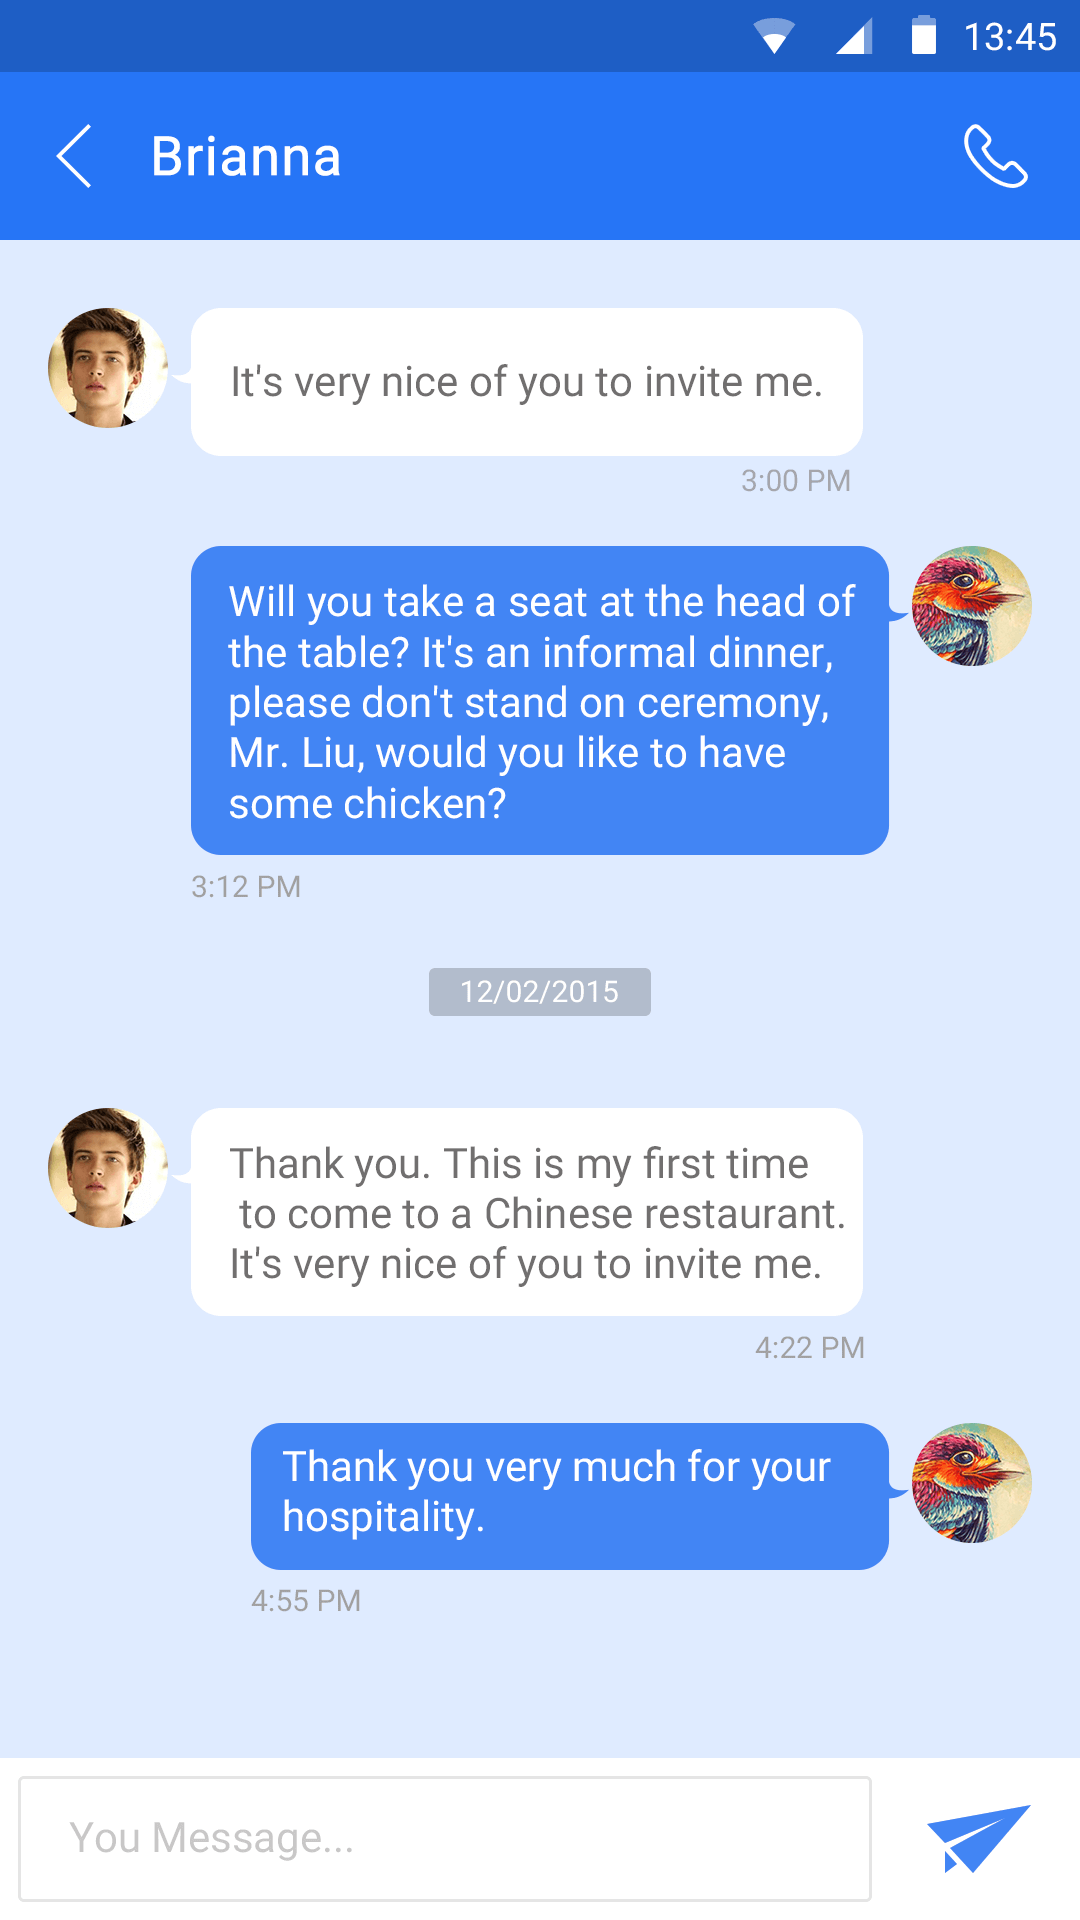 13:45
Brianna
It's very nice of you to invite me.
3:00 PM
Will you take a seat at the head of
the table? It's an informal dinner,
please don't stand on ceremony,
Mr. Liu, would you like to have
some chicken?
3:12 PM
12/02/2015
Thank you. This is my first time
to come to a Chinese restaurant.
It's very nice of you to invite me.
4:22 PM
Thank you very much for your
hospitality.
4:55 PM
You Message...